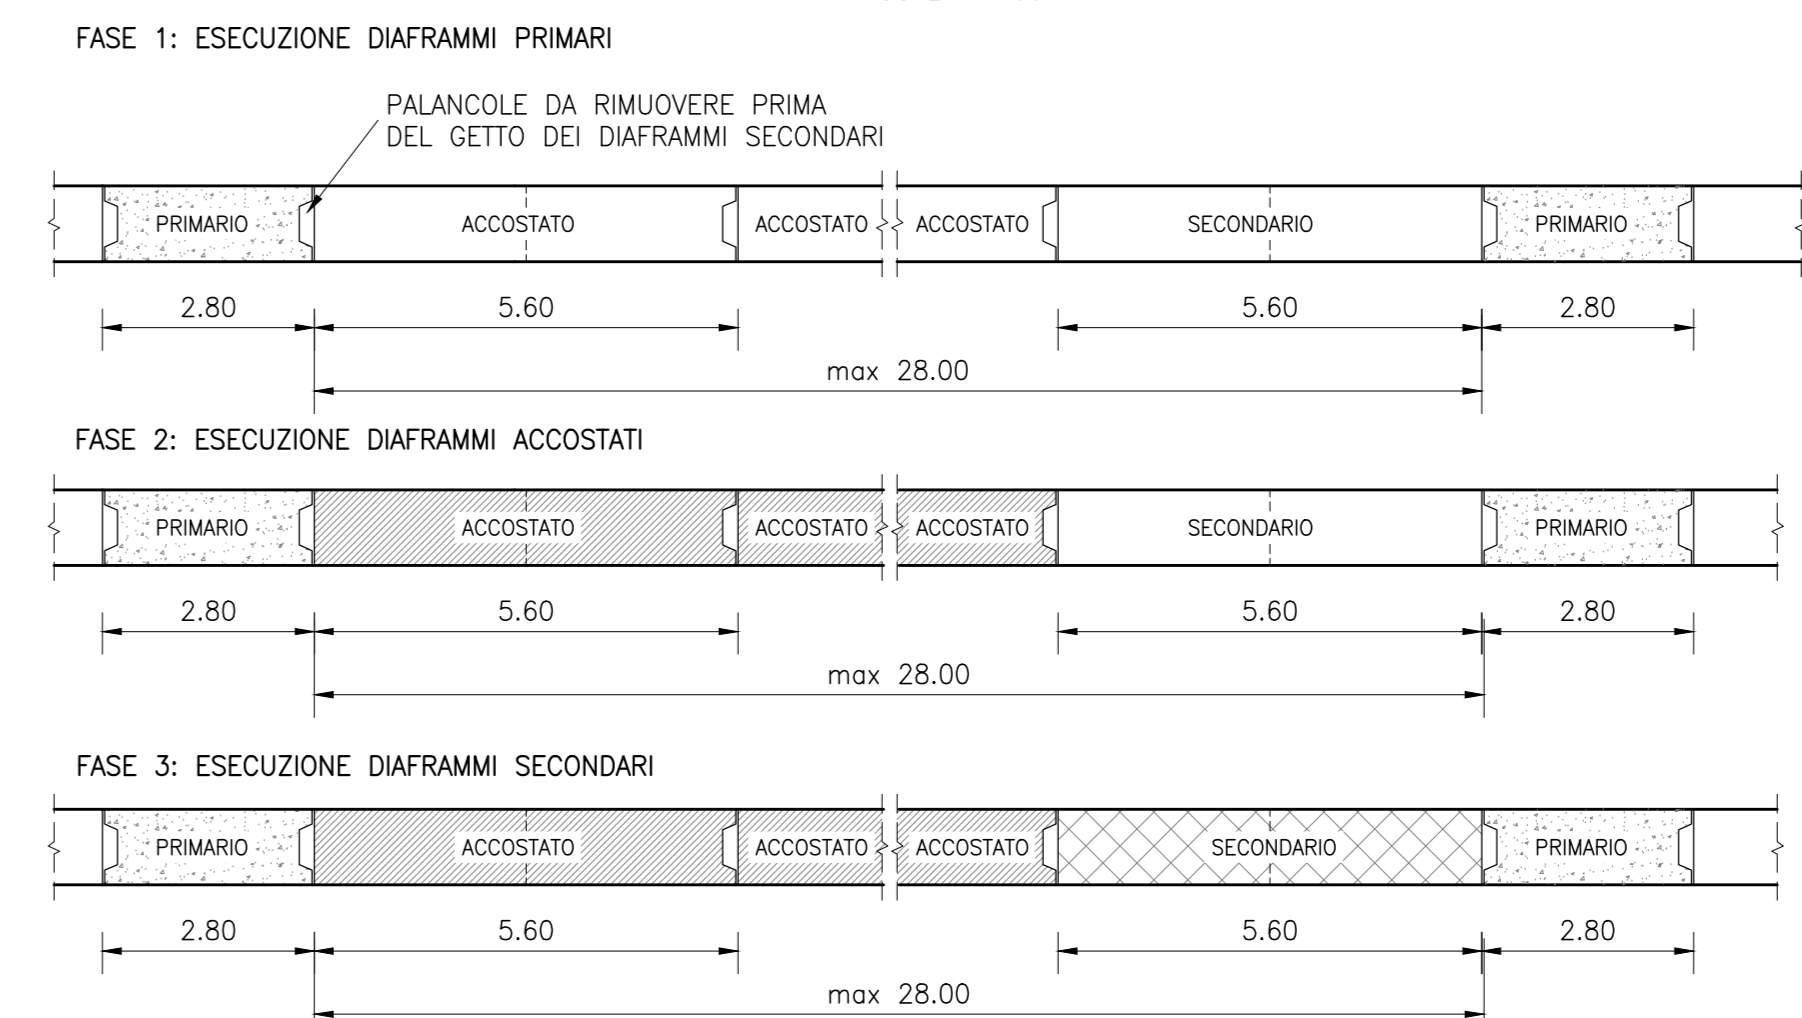 FASE 1: ESECUZIONE DIAFRAMMI PRIMARI
PALANCOLE DA RIMUOVERE PRIMA
DEL GETTO DEI DIAFRAMMI SECONDARI
PRIMARIO ACCOSTATO ACCOSTATO ACCOSTATO SECONDARIO PRIMARIO
2.80 5.60 5.60 2.80
max 28.00
FASE 2: ESECUZIONE DIAFRAMMI ACCOSTATI
PRIMARIO ACCOSTATO ACCOSTATO ACCOSTATO SECONDARIO PRIMARIO
2.80 5.60 5.60 2.80
max 28.00
FASE 3: ESECUZIONE DIAFRAMMI SECONDARI
PRIMARIO ACCOSTATO ACCOSTATO ACCOSTATO SECONDARIO PRIMARIO
2.80 5.60 5.60 2.80
max 28.00